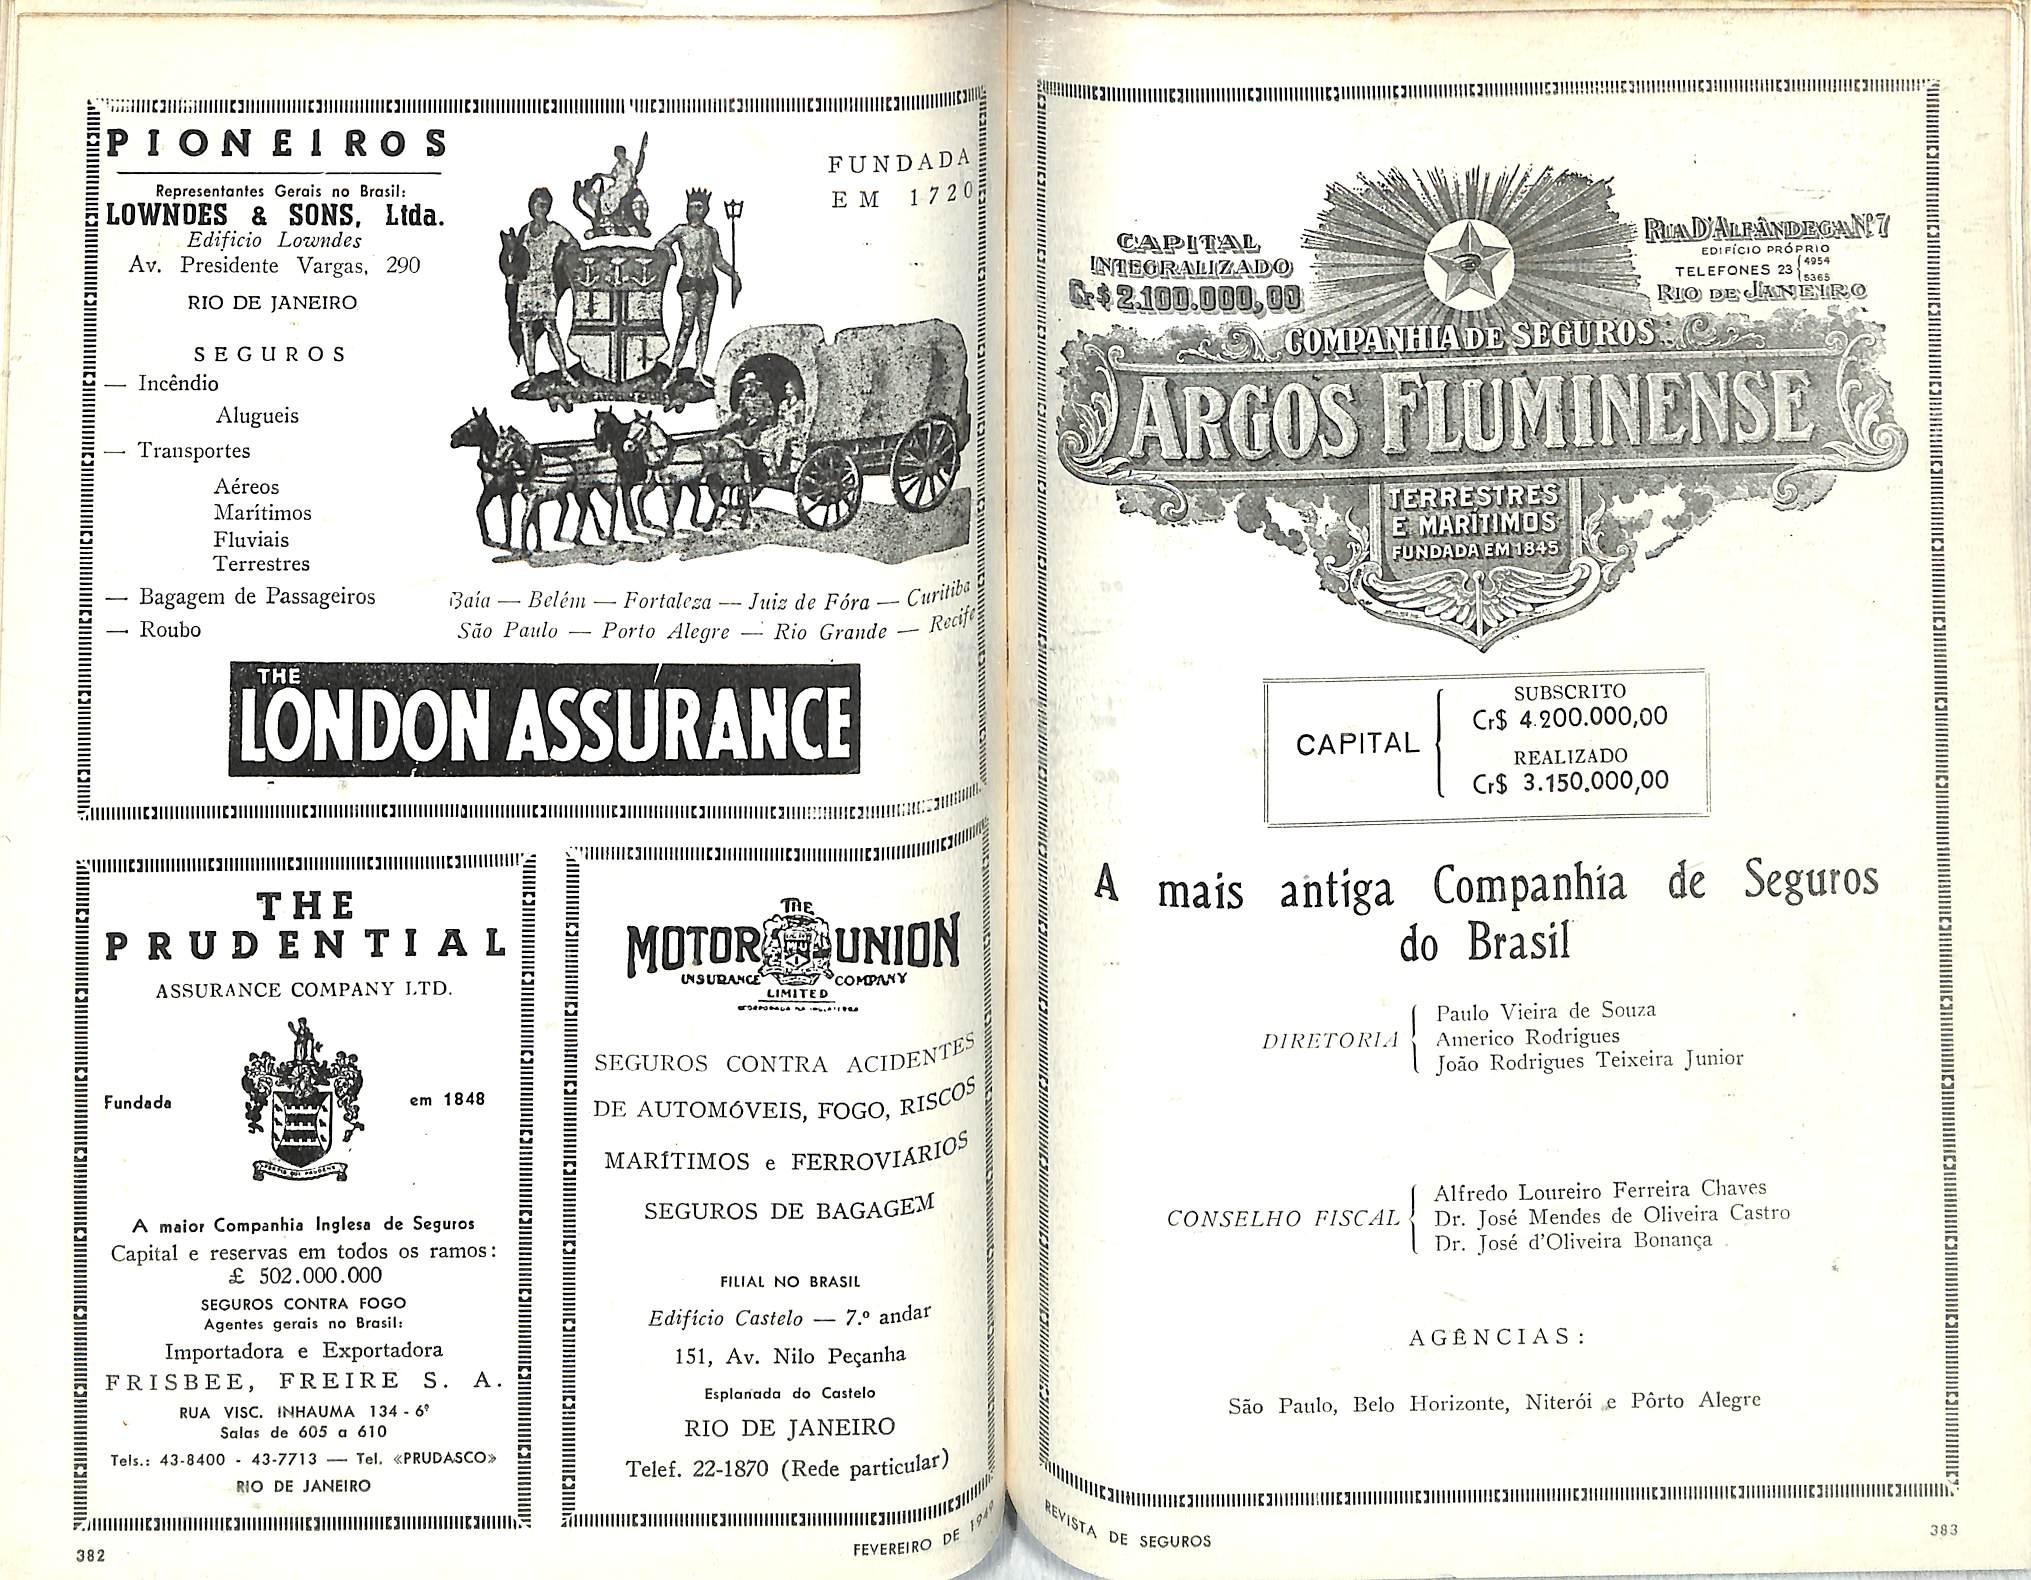 PIONEIROS
Representantes Gerais no Brasil:
LOWNDES & SONS, Ltda.
Edificio Lowndes
Av. Presidente Vargas, 290
RIO DE JANEIRO
FUNDADA
EM 1720
SEGUROS
— Incêndio
Alugueis
— Transportes
Aéreos
Marítimos
Fluviais
Terrestres
— Bagagem de Passageiros
— Roubo
Baía — Belém — Fortaleza — Juiz de Fóra — Curitiba
São Paulo — Porto Alegre — Rio Grande — Recife
THE
LONDON ASSURANCE
THE
PRUDENTIAL
ASSURANCE COMPANY LTD.
Fundada em 1848
A maior Companhia Inglesa de Seguros
Capital e reservas em todos os ramos:
£ 502.000.000
SEGUROS CONTRA FOGO
Agentes gerais no Brasil:
Importadora e Exportadora
FRISBEE, FREIRE S. A.
RUA VISC. INHAUMA 134 - 6º
Salas de 605 a 610
Tels.: 43-8400 - 43-7713 — Tel. «PRUDASCO»
RIO DE JANEIRO
382
THE
MOTOR UNION
INSURANCE COMPANY
LIMITED
SEGUROS CONTRA ACIDENTES
DE AUTOMÓVEIS, FOGO, RISCOS
MARÍTIMOS e FERROVIÁRIOS
SEGUROS DE BAGAGEM
FILIAL NO BRASIL
Edifício Castelo — 7.º andar
151, Av. Nilo Peçanha
Esplanada do Castelo
RIO DE JANEIRO
Telef. 22-1870 (Rede particular)
FEVEREIRO DE 1949
CAPITAL
INTEGRALIZADO
Cr$ 2.100.000,00
RUA D'ALFÂNDEGA Nº 7
EDIFÍCIO PRÓPRIO
TELEFONES 23 { 4954
5365
RIO DE JANEIRO
COMPANHIA DE SEGUROS
ARGOS FLUMINENSE
TERRESTRES
E MARÍTIMOS
FUNDADA EM 1845
CAPITAL
SUBSCRITO
Cr$ 4.200.000,00
REALIZADO
Cr$ 3.150.000,00
A mais antiga Companhia de Seguros
do Brasil
DIRETORIA
Paulo Vieira de Souza
Americo Rodrigues
João Rodrigues Teixeira Junior
CONSELHO FISCAL
Alfredo Loureiro Ferreira Chaves
Dr. José Mendes de Oliveira Castro
Dr. José d'Oliveira Bonança
AGÊNCIAS:
São Paulo, Belo Horizonte, Niterói e Pôrto Alegre
REVISTA DE SEGUROS
383